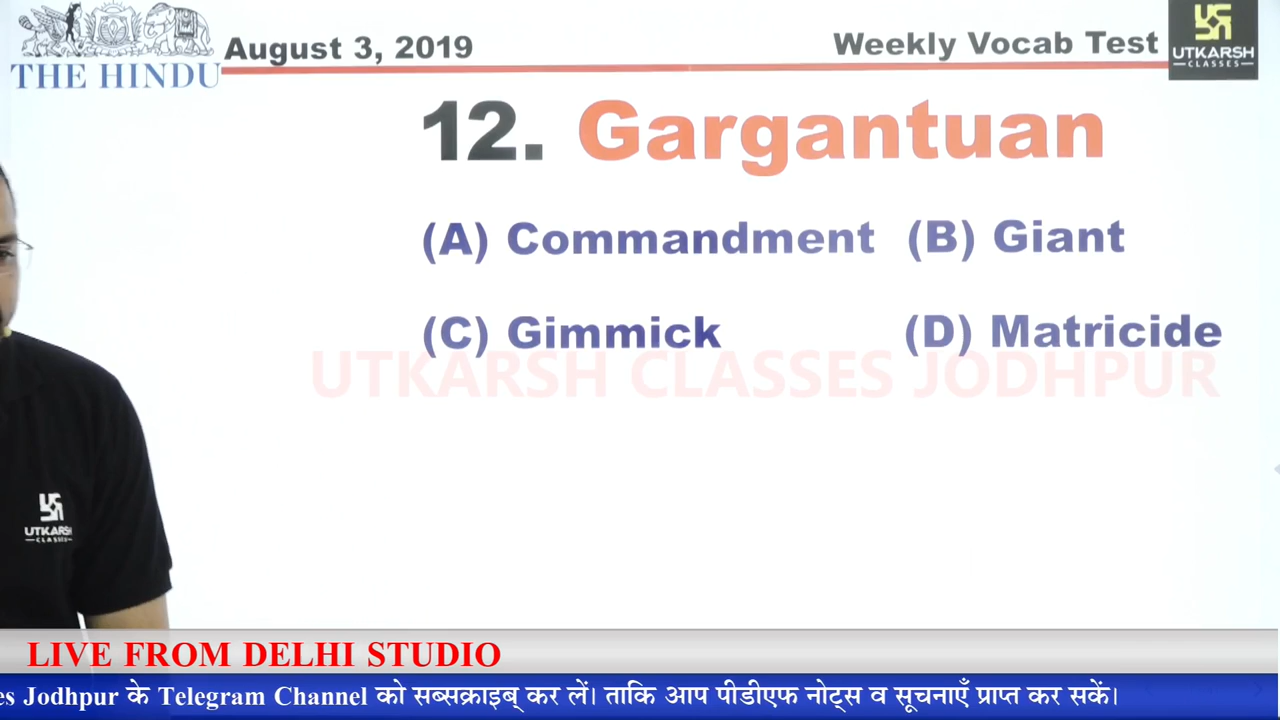 THE HINDU
August 3, 2019
Weekly Vocab Test
UTKARSH
CLASSES
12. Gargantuan
(A) Commandment (B) Giant
(C) Gimmick (D) Matricide
UTKARSH CLASSES JODHPUR
UTKARSH
CLASSES
LIVE FROM DELHI STUDIO
Jodhpur के Telegram Channel को सब्सक्राइब् कर लें। ताकि आप पीडीएफ नोट्स व सूचनाएँ प्राप्त कर सकें।